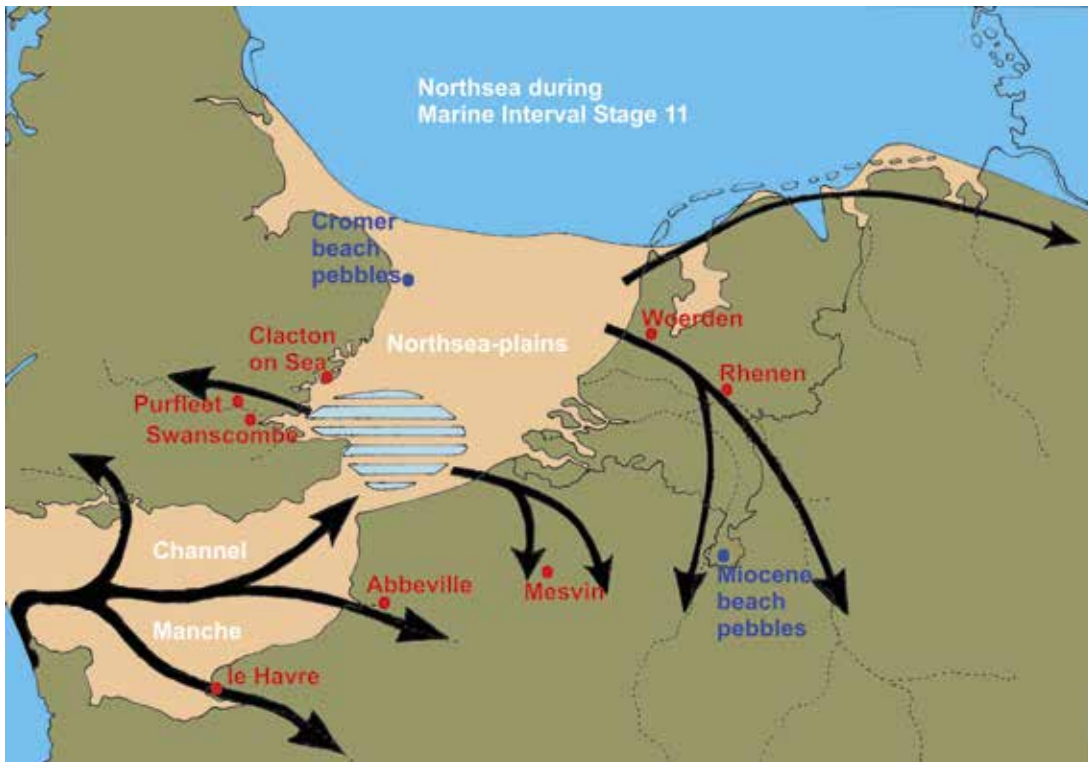 Northsea during
Marine Interval Stage 11
Cromer
beach
pebbles
Clacton
on Sea
Northsea-plains
Woerden
Rhenen
Purfleet
Swanscombe
Channel
Abbeville
Mesvin
Miocene
beach
pebbles
Manche
le Havre